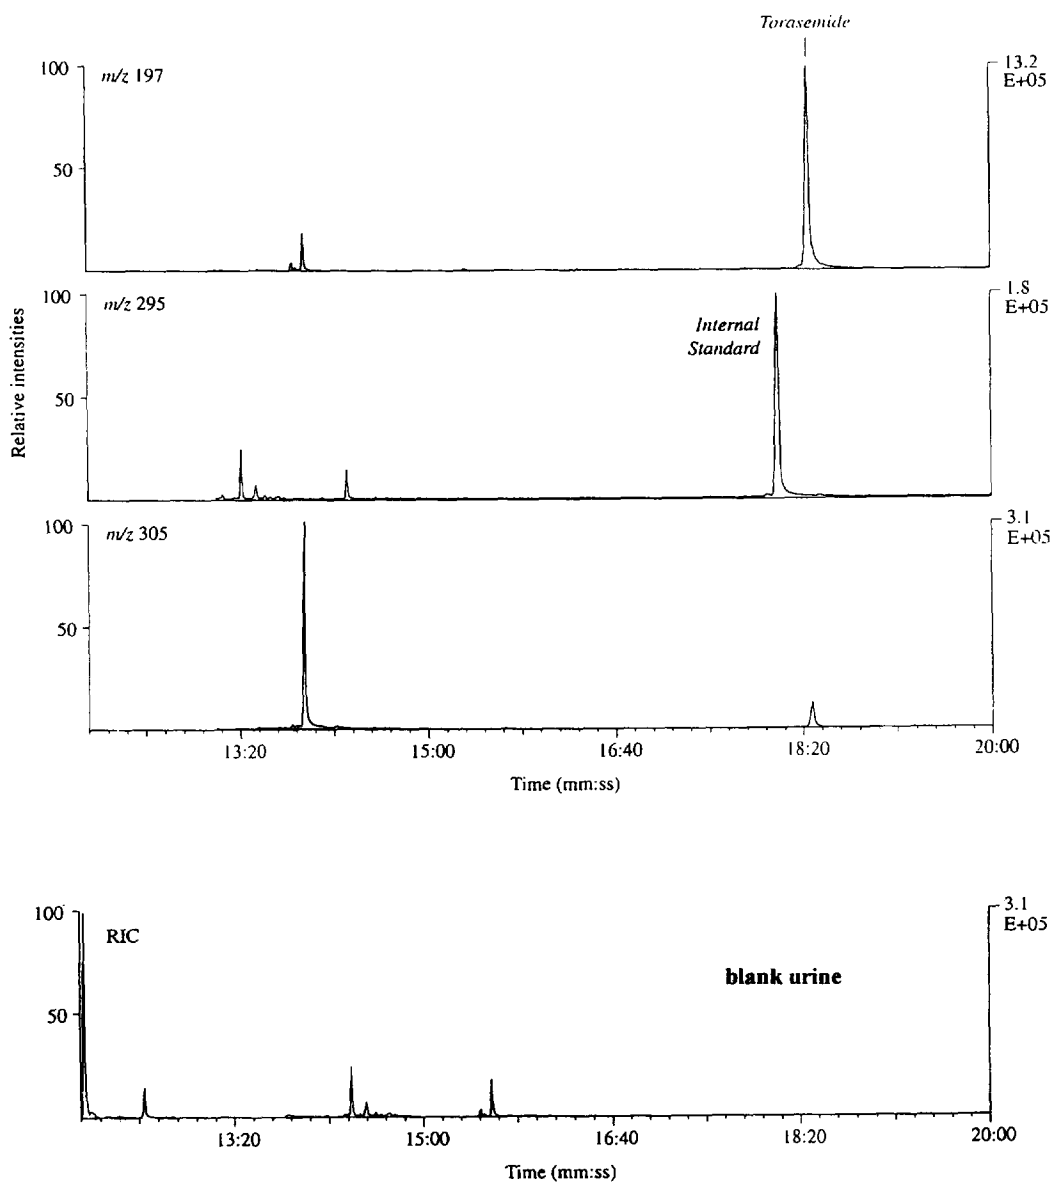 Torasemide
100
m/z 197
13.2
E+05
50
100
m/z 295
1.8
E+05
Internal
Standard
50
Relative intensities
100
m/z 305
3.1
E+05
50
13:20
15:00
16:40
18:20
20:00
Time (mm:ss)
100
RIC
3.1
E+05
blank urine
50
13:20
15:00
16:40
18:20
20:00
Time (mm:ss)